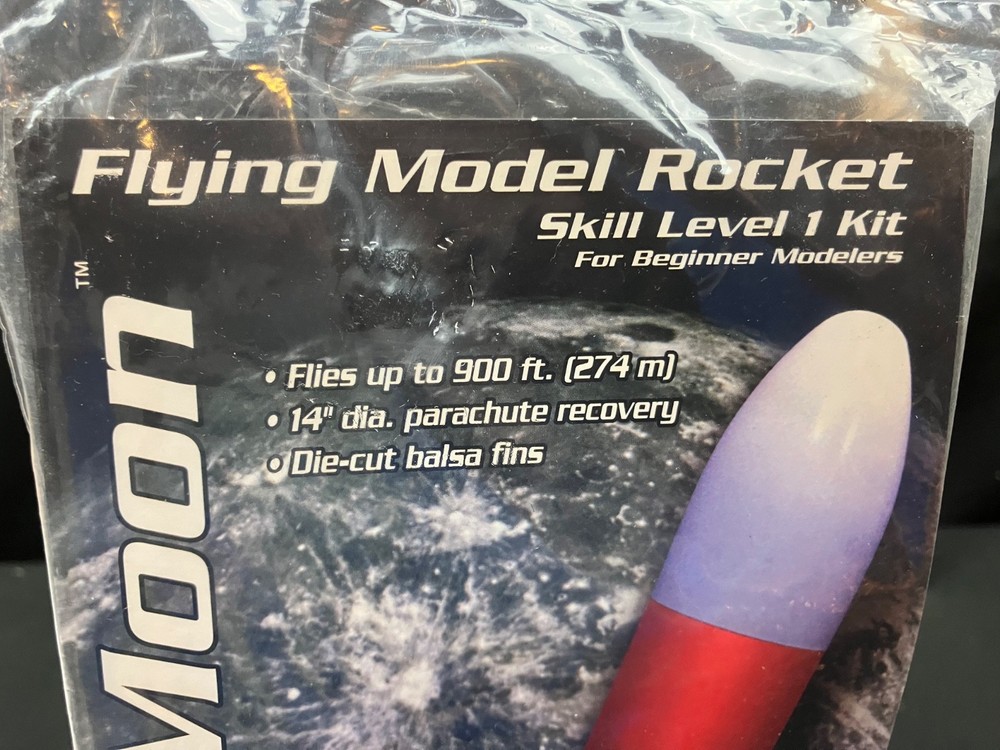 Flying Model Rocket
Skill Level 1 Kit
For Beginner Modelers
• Flies up to 900 ft. (274 m)
• 14" dia. parachute recovery
• Die-cut balsa fins
Moon™